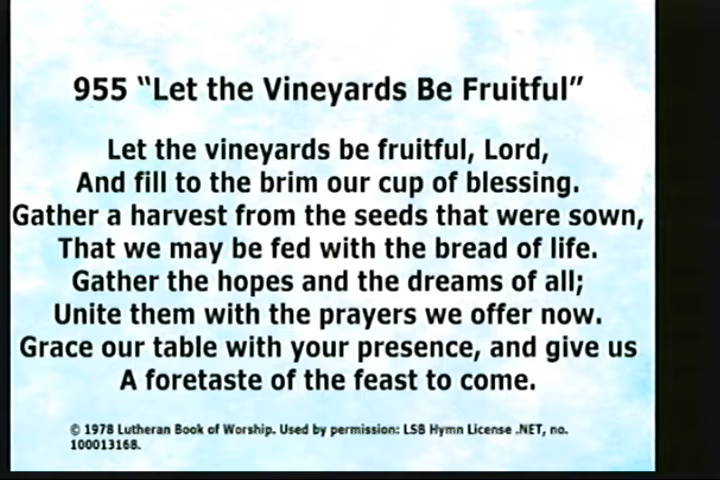 955 “Let the Vineyards Be Fruitful”
Let the vineyards be fruitful, Lord,
And fill to the brim our cup of blessing.
Gather a harvest from the seeds that were sown,
That we may be fed with the bread of life.
Gather the hopes and the dreams of all;
Unite them with the prayers we offer now.
Grace our table with your presence, and give us
A foretaste of the feast to come.
© 1978 Lutheran Book of Worship. Used by permission: LSB Hymn License .NET, no.
100013168.